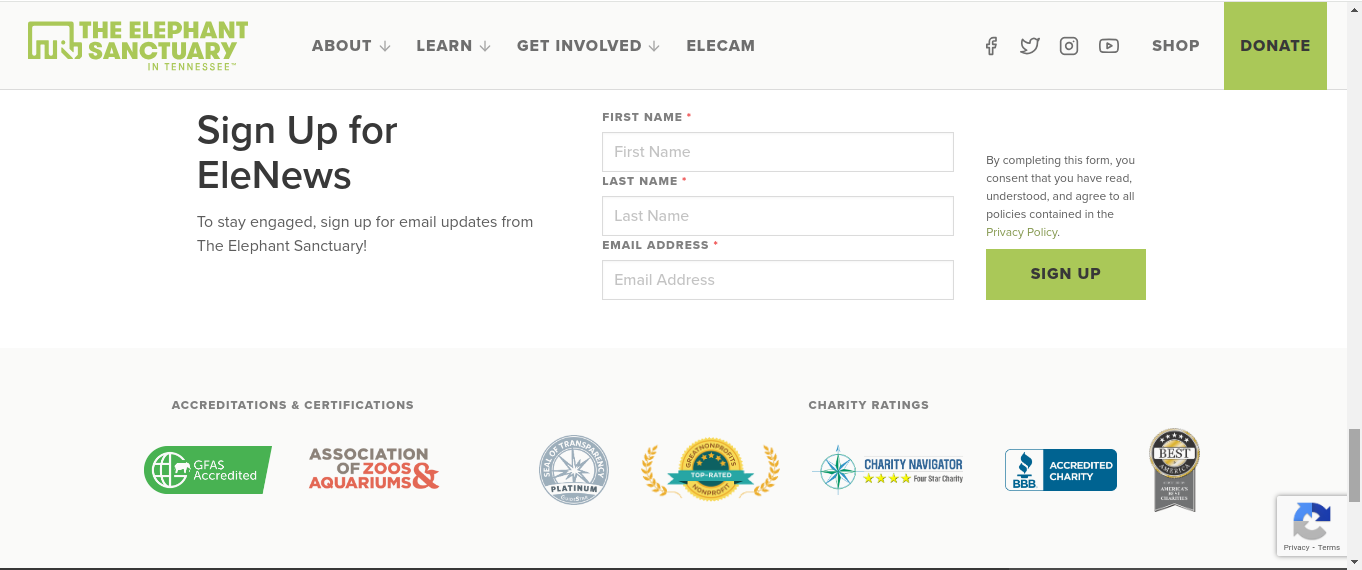 THE ELEPHANT
SANCTUARY
IN TENNESSEE™
ABOUT
LEARN
GET INVOLVED
ELECAM
SHOP
DONATE
Sign Up for
EleNews
To stay engaged, sign up for email updates from
The Elephant Sanctuary!
FIRST NAME *
First Name
LAST NAME *
Last Name
EMAIL ADDRESS *
Email Address
By completing this form, you
consent that you have read,
understood, and agree to all
policies contained in the
Privacy Policy.
SIGN UP
ACCREDITATIONS & CERTIFICATIONS
GFAS
Accredited
ASSOCIATION
OF ZOOS
AQUARIUMS&
CHARITY RATINGS
SEAL OF TRANSPARENCY
PLATINUM
GREATNONPROFITS
TOP-RATED
NONPROFIT
CHARITY NAVIGATOR
Four Star Charity
BBB
ACCREDITED
CHARITY
BEST
AMERICA
AMERICA'S
BEST
CHARITIES
Privacy - Terms